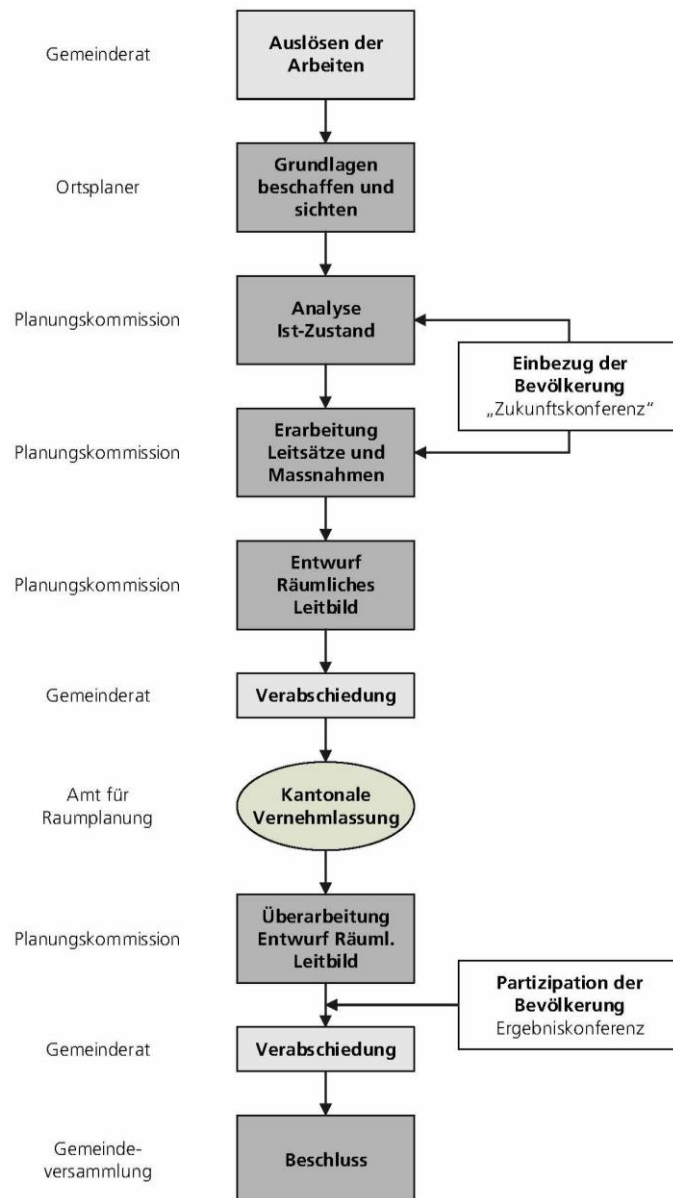 Gemeinderat
Auslösen der
Arbeiten
Ortsplaner
Grundlagen
beschaffen und
sichten
Planungskommission
Analyse
Ist-Zustand
Einbezug der
Bevölkerung
„Zukunftskonferenz“
Planungskommission
Erarbeitung
Leitsätze und
Massnahmen
Planungskommission
Entwurf
Räumliches
Leitbild
Gemeinderat
Verabschiedung
Amt für
Raumplanung
Kantonale
Vernehmlassung
Planungskommission
Überarbeitung
Entwurf Räuml.
Leitbild
Partizipation der
Bevölkerung
Ergebniskonferenz
Gemeinderat
Verabschiedung
Gemeinde-
versammlung
Beschluss